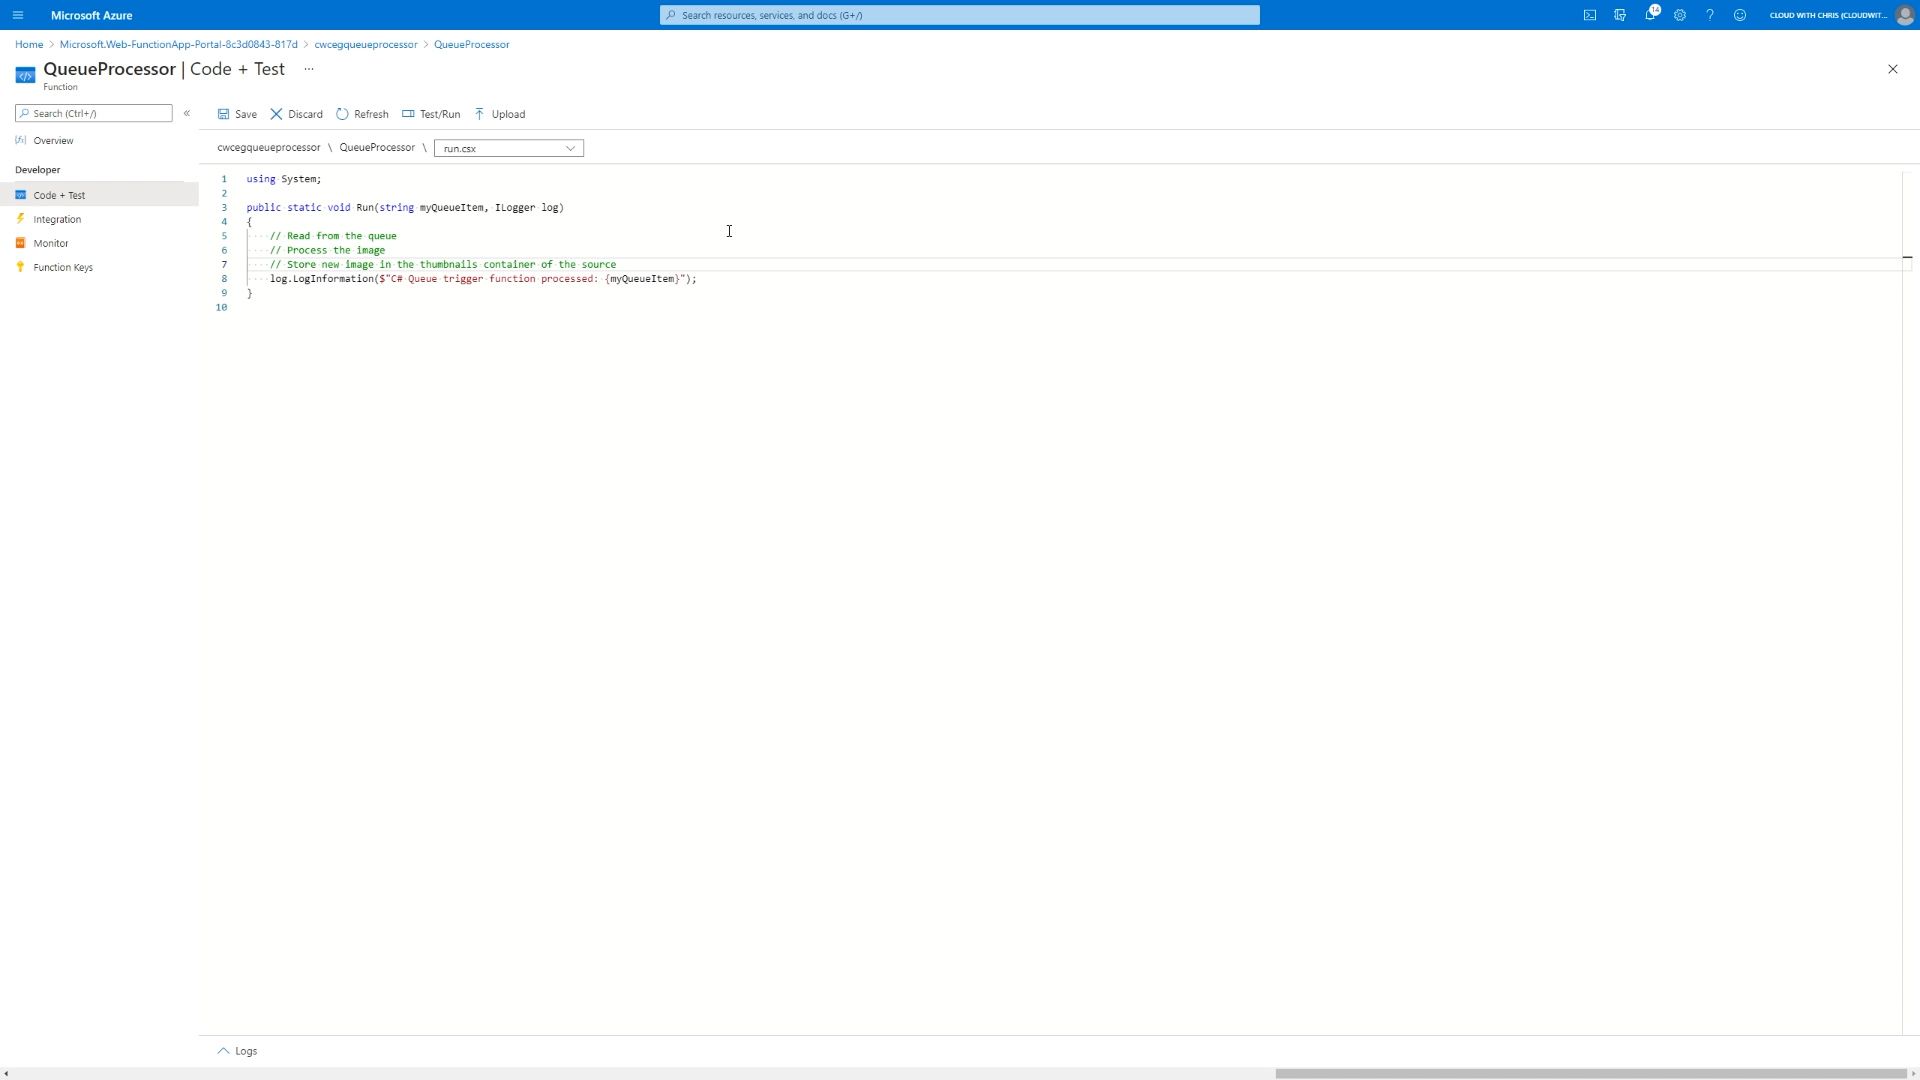 Microsoft Azure
Search resources, services, and docs (G+/)
14
CLOUD WITH CHRIS (CLOUDWIT...
Home > Microsoft.Web-FunctionApp-Portal-8c3d0843-817d > cwcegqueueprocessor > QueueProcessor
QueueProcessor | Code + Test ...
Function
Search (Ctrl+/)
«
Save
Discard
Refresh
Test/Run
Upload
Overview
Developer
Code + Test
Integration
Monitor
Function Keys
cwcegqueueprocessor \ QueueProcessor \ run.csx
1 using System;
2
3 public static void Run(string myQueueItem, ILogger log)
4 {
5 // Read from the queue
6 // Process the image
7 // Store new image in the thumbnails container of the source
8 log.LogInformation($"C# Queue trigger function processed: {myQueueItem}");
9 }
10
Logs